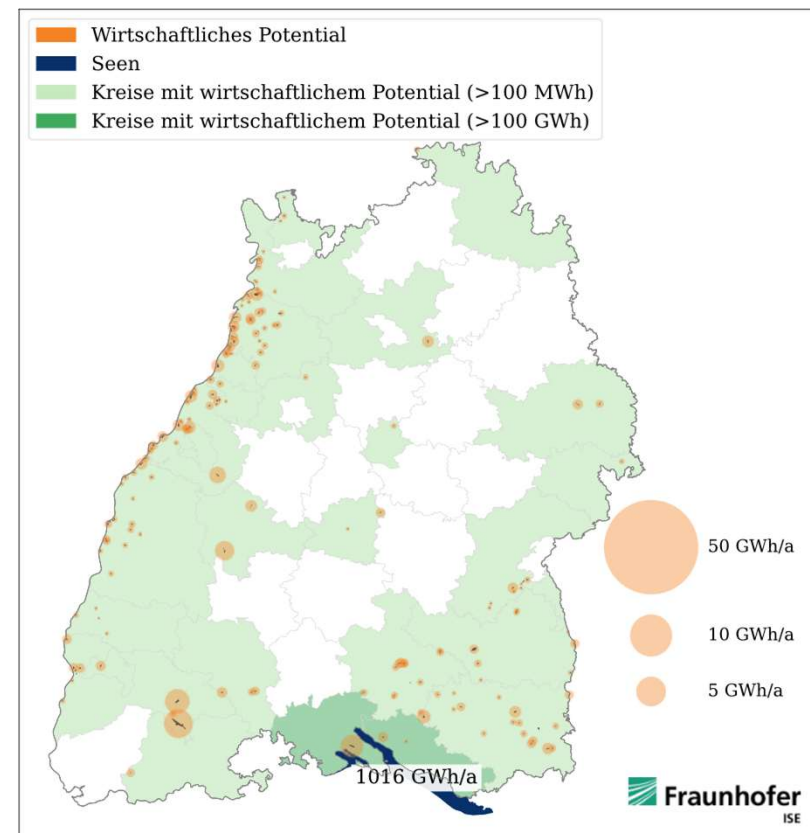 Wirtschaftliches Potential
Seen
Kreise mit wirtschaftlichem Potential (>100 MWh)
Kreise mit wirtschaftlichem Potential (>100 GWh)
50 GWh/a
10 GWh/a
5 GWh/a
1016 GWh/a
Fraunhofer
ISE